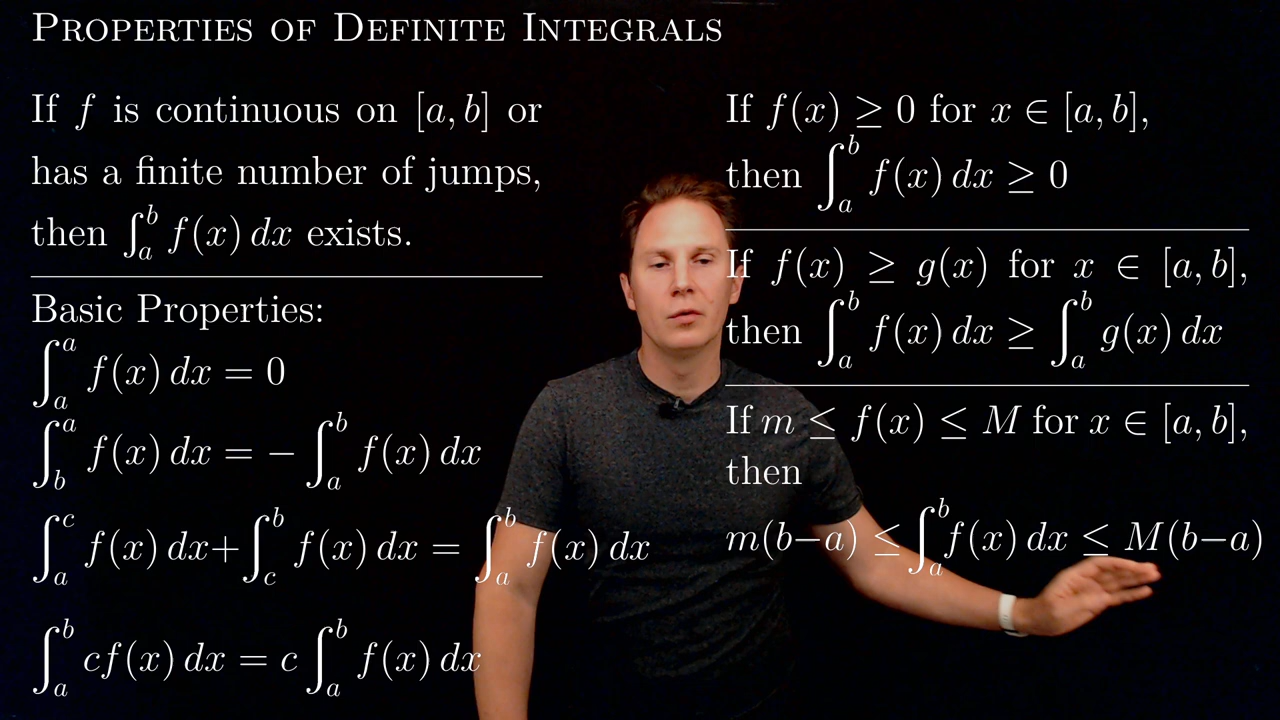 PROPERTIES OF DEFINITE INTEGRALS
If f is continuous on [a, b] or
has a finite number of jumps,
then ∫_a^b f(x) dx exists.
Basic Properties:
∫_a^a f(x) dx = 0
∫_b^a f(x) dx = − ∫_a^b f(x) dx
∫_a^c f(x) dx + ∫_c^b f(x) dx = ∫_a^b f(x) dx
∫_a^b cf(x) dx = c ∫_a^b f(x) dx
If f(x) ≥ 0 for x ∈ [a, b],
then ∫_a^b f(x) dx ≥ 0
If f(x) ≥ g(x) for x ∈ [a, b],
then ∫_a^b f(x) dx ≥ ∫_a^b g(x) dx
If m ≤ f(x) ≤ M for x ∈ [a, b],
then
m(b−a) ≤ ∫_a^b f(x) dx ≤ M(b−a)